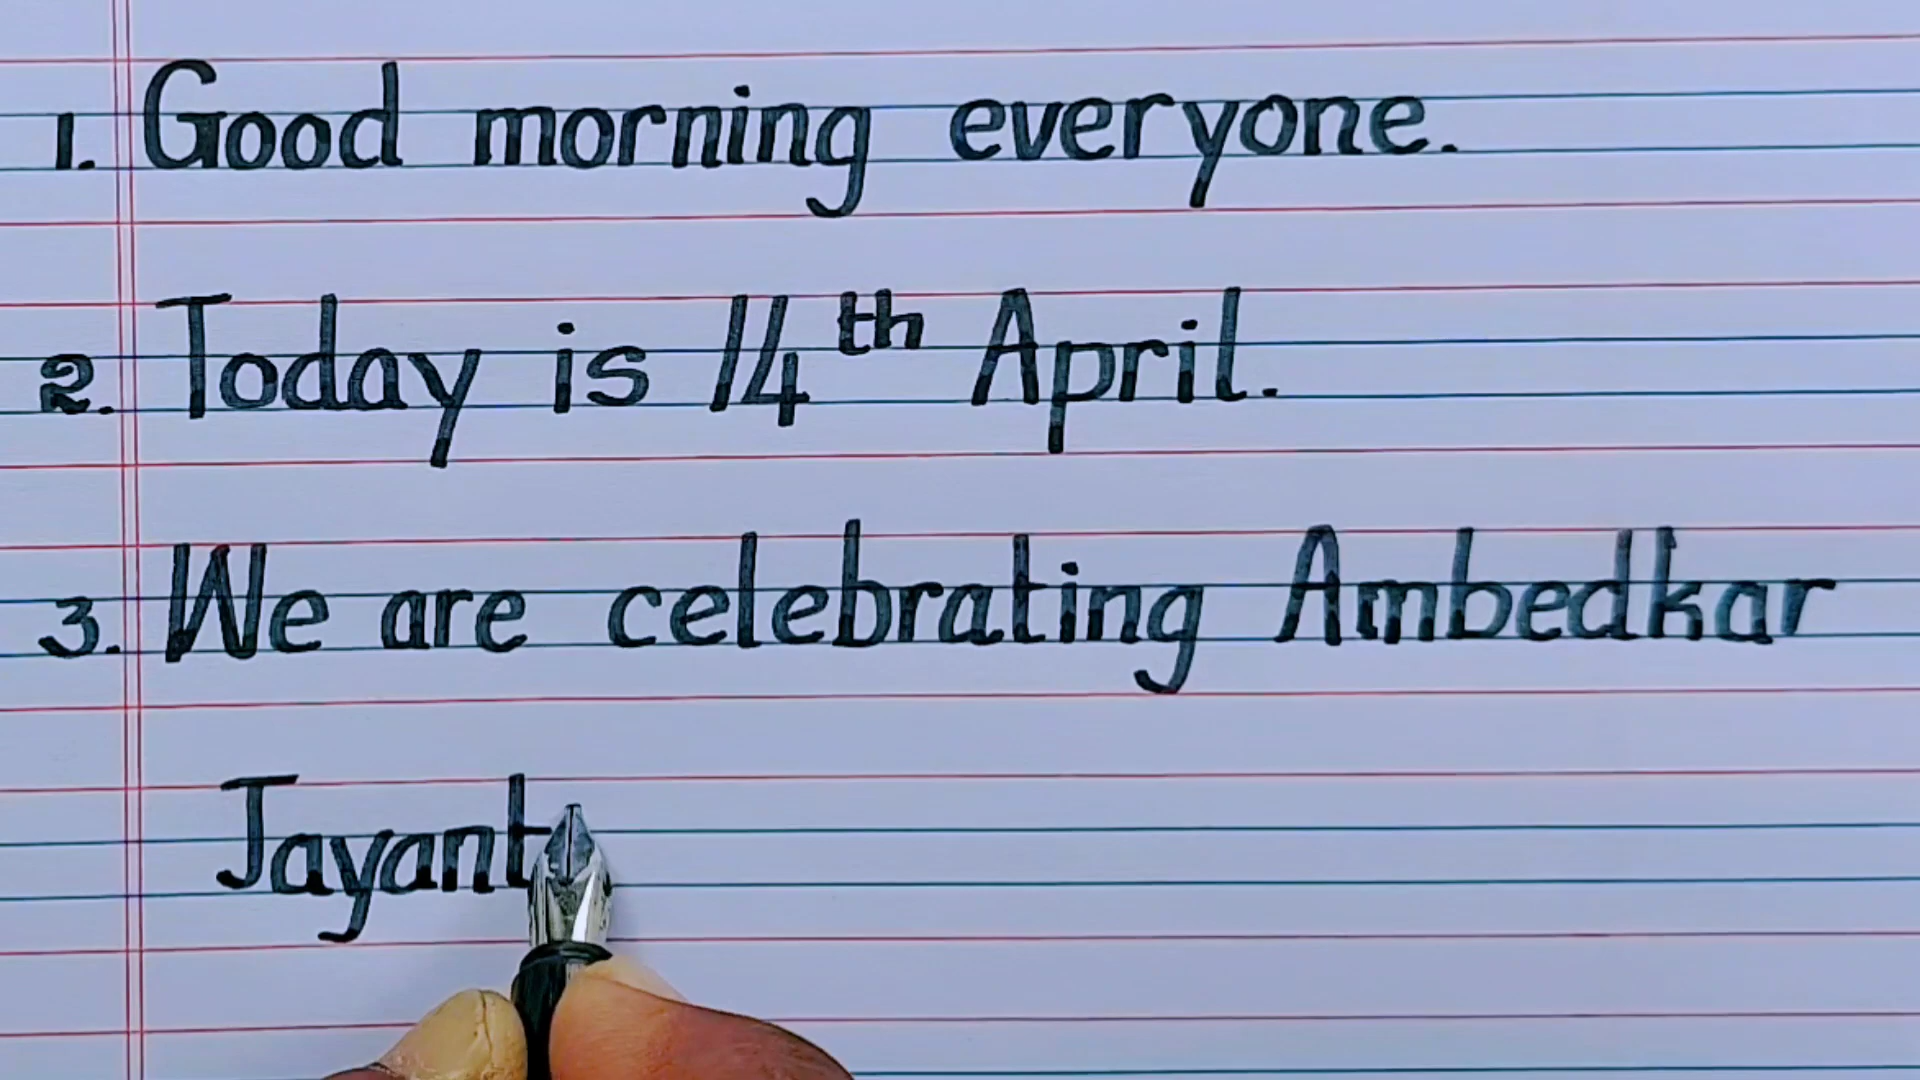 1. Good morning everyone.
2. Today is 14th April.
3. We are celebrating Ambedkar
Jayant